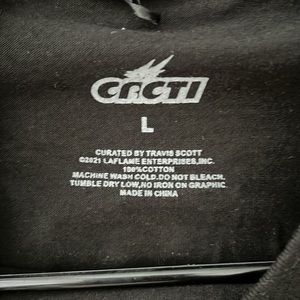 CACTI
L
CURATED BY TRAVIS SCOTT
©2021 LAFLAME ENTERPRISES,INC.
100%COTTON
MACHINE WASH COLD.DO NOT BLEACH.
TUMBLE DRY LOW,NO IRON ON GRAPHIC.
MADE IN CHINA